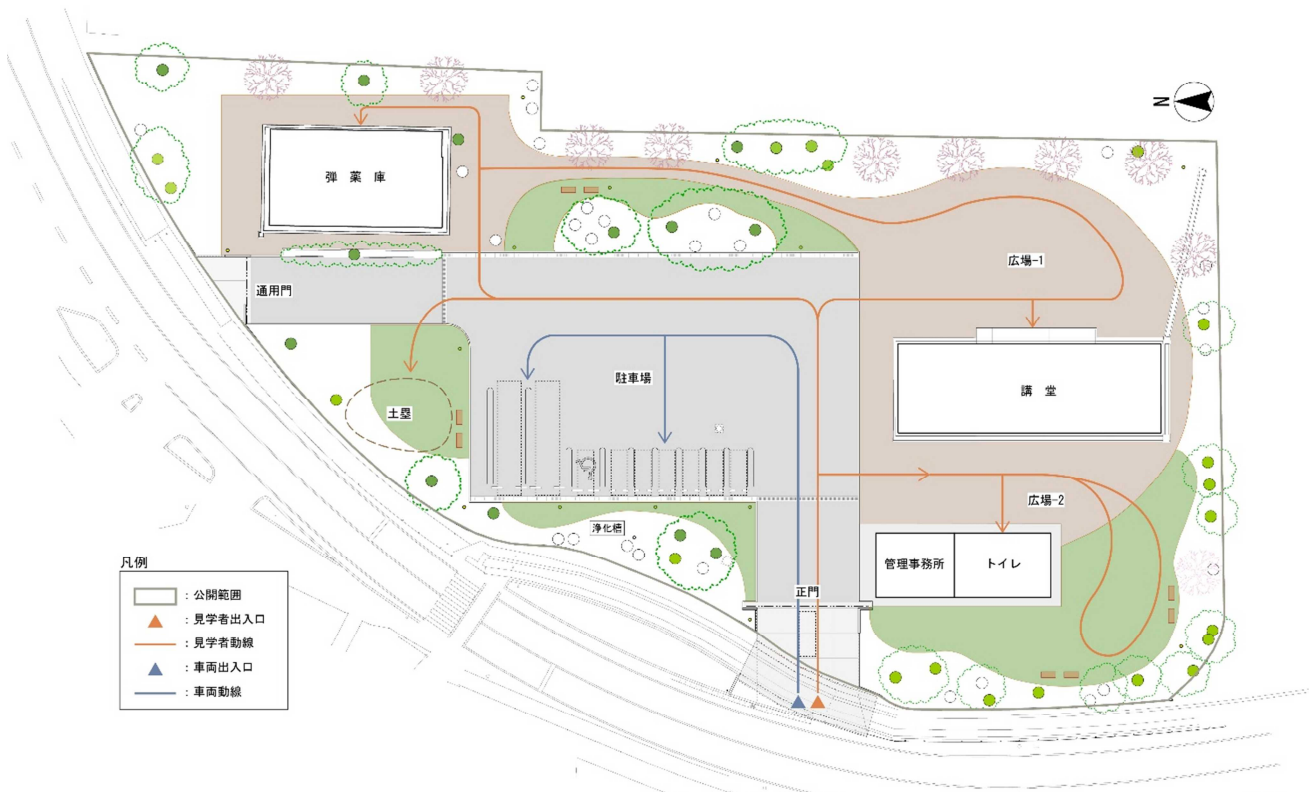 N
弾薬庫
広場-1
通用門
駐車場
講堂
土塁
広場-2
浄化槽
管理事務所
トイレ
正門
凡例
：公開範囲
：見学者出入口
：見学者動線
：車両出入口
：車両動線